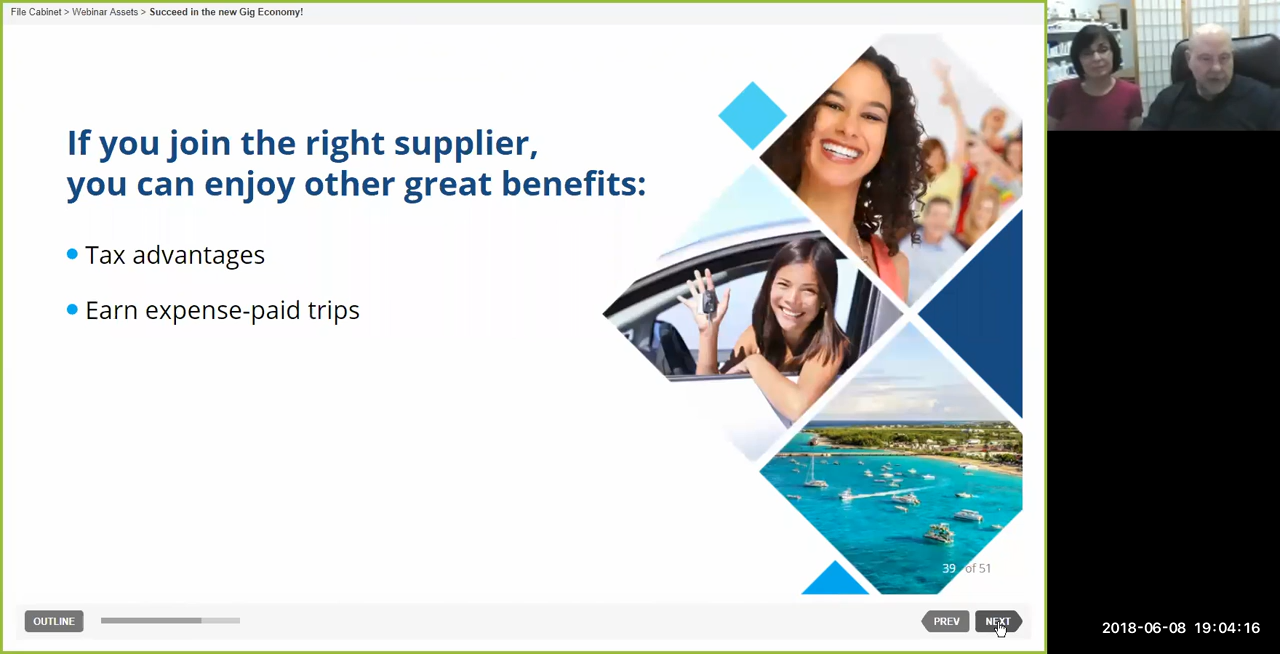 File Cabinet > Webinar Assets > Succeed in the new Gig Economy!
If you join the right supplier,
you can enjoy other great benefits:
Tax advantages
Earn expense-paid trips
39 of 51
OUTLINE
PREV
NEXT
2018-06-08 19:04:16